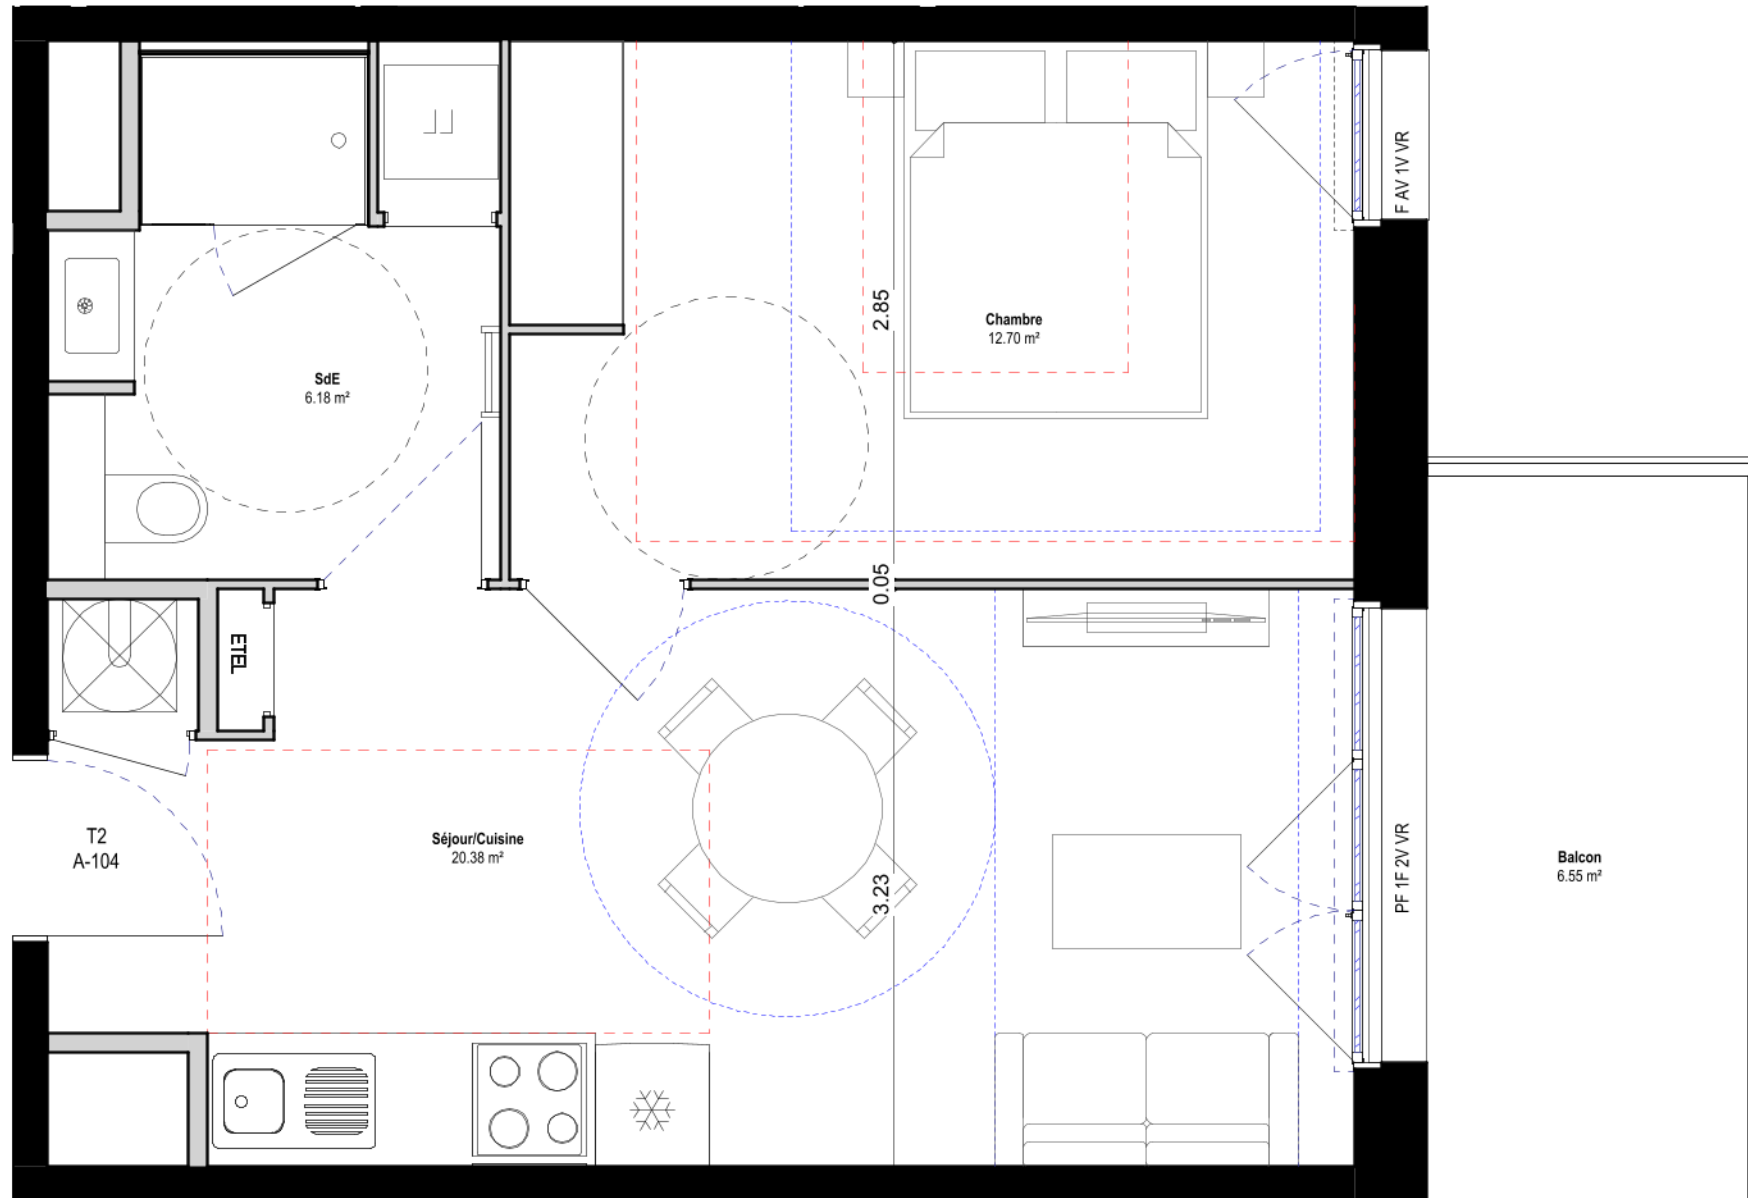 F AV 1V VR
2.85
Chambre
12.70 m²
SdE
6.18 m²
0.05
ETEL
T2
A-104
Séjour/Cuisine
20.38 m²
3.23
PF 1F 2V VR
Balcon
6.55 m²